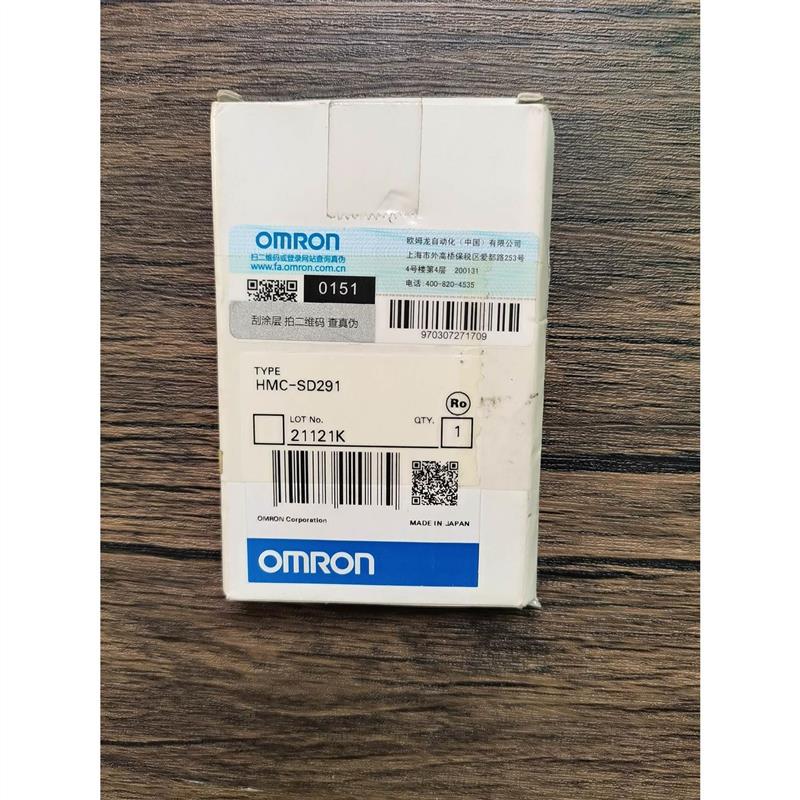 OMRON
扫二维码或登录网站查询真伪
www.fa.omron.com.cn
0151
刮涂层 拍二维码 查真伪
欧姆龙自动化(中国)有限公司
上海市外高桥保税区爱都路253号
4号楼第4层 200131
电话:400-820-4535
970307271709
TYPE
HMC-SD291
Ro
LOT No. QTY.
21121K 1
OMRON Corporation MADE IN JAPAN
OMRON